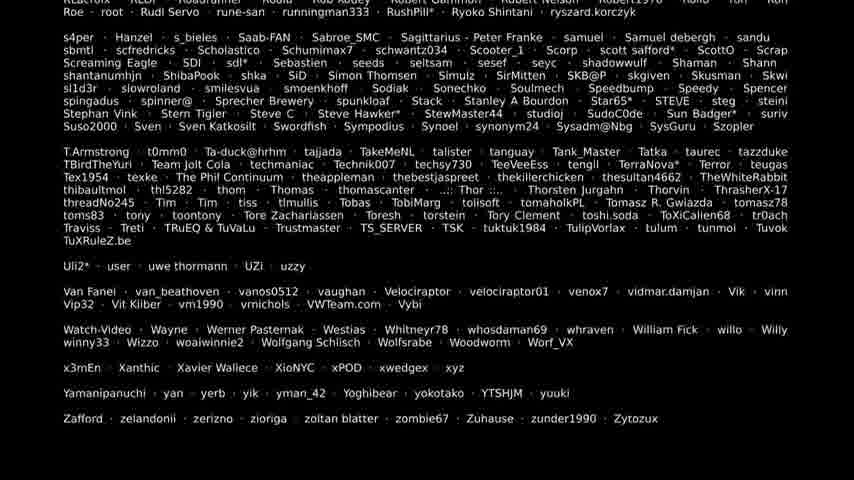 Roe · root · Rudi Servo · rune-san · runningman333 · RushPill* · Ryoko Shintani · ryszard.korczyk
s4per · Hanzel · s_bieles · Saab-FAN · Sabroe_SMC · Sagittarius - Peter Franke · samuel · Samuel debergh · sandu
sbmtl · scfredricks · Scholastico · Schumimax7 · schwantz034 · Scooter_1 · Scorp · scott safford* · ScottO · Scrap
Screaming Eagle · SDI · sdl* · Sebastien · seeds · seltsam · sesef · seyc · shadowwulf · Shaman · Shann
shantanumhjn · ShibaPook · shka · SiD · Simon Thomsen · Simulz · SirMitten · SKB@P · skgiven · Skusman · Skwi
sl1d3r · slowroland · smilesvua · smoenkhoff · Sodiak · Sonechko · Soulmech · Speedbump · Speedy · Spencer
spingadus · spinner@ · Sprecher Brewery · spunkloaf · Stack · Stanley A Bourdon · Star65* · STE\/E · steg · steini
Stephan Vink · Stern Tigler · Steve C · Steve Hawker* · StewMaster44 · studioj · SudoC0de · Sun Badger* · suriv
Suso2000 · Sven · Sven Katkosilt · Swordfish · Sympodius · Synoel · synonym24 · Sysadm@Nbg · SysGuru · Szopler
T.Armstrong · t0mm0 · Ta-duck@hrhm · tajjada · TakeMeNL · talister · tanguay · Tank_Master · Tatka · taurec · tazzduke
TBirdTheYuri · Team Jolt Cola · techmaniac · Technik007 · techsy730 · TeeVeeEss · tengil · TerraNova* · Terror · teugas
Tex1954 · texke · The Phil Continuum · theappleman · thebestjaspreet · thekillerchicken · thesultan4662 · TheWhiteRabbit
thibaultmol · thl5282 · thom · Thomas · thomascanter · ..:: Thor ::.. · Thorsten Jurgahn · Thorvin · ThrasherX-17
threadNo245 · Tim · Tim · tiss · tlmullis · Tobas · TobiMarg · tolisoft · tomaholkPL · Tomasz R. Gwiazda · tomasz78
toms83 · tony · toontony · Tore Zachariassen · Toresh · torstein · Tory Clement · toshi.soda · ToXiCalien68 · tr0ach
Traviss · Treti · TRuEQ & TuVaLu · Trustmaster · TS_SERVER · TSK · tuktuk1984 · TulipVorlax · tulum · tunmoi · Tuvok
TuXRuleZ.be
Uli2* · user · uwe thormann · UZi · uzzy
Van Fanel · van_beathoven · vanos0512 · vaughan · Velociraptor · velociraptor01 · venox7 · vidmar.damjan · Vik · vinn
Vip32 · Vit Kliber · vm1990 · vrnichols · VWTeam.com · Vybi
Watch-Video · Wayne · Werner Pasternak · Westias · Whitneyr78 · whosdaman69 · whraven · William Fick · willo · Willy
winny33 · Wizzo · woaiwinnie2 · Wolfgang Schlisch · Wolfsrabe · Woodworm · Worf_VX
x3mEn · Xanthic · Xavier Wallece · XioNYC · xPOD · xwedgex · xyz
Yamanipanuchi · yan · yerb · yik · yman_42 · Yoghibear · yokotako · YTSHJM · yuuki
Zafford · zelandonii · zerizno · zioriga · zoltan blatter · zombie67 · Zuhause · zunder1990 · Zytozux